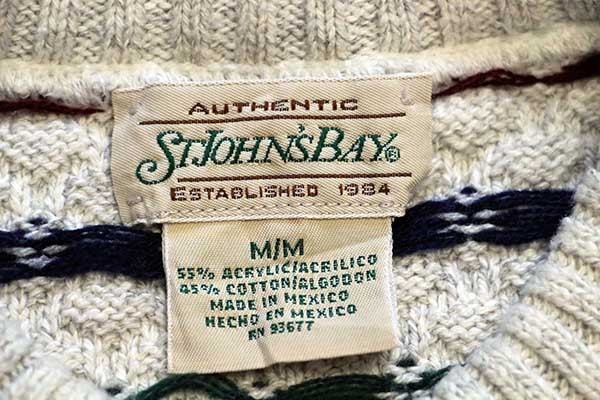 AUTHENTIC
ST. JOHN'S BAY®
ESTABLISHED 1984
M/M
55% ACRYLIC/ACRILICO
45% COTTON/ALGODON
MADE IN MEXICO
HECHO EN MEXICO
RN 93677